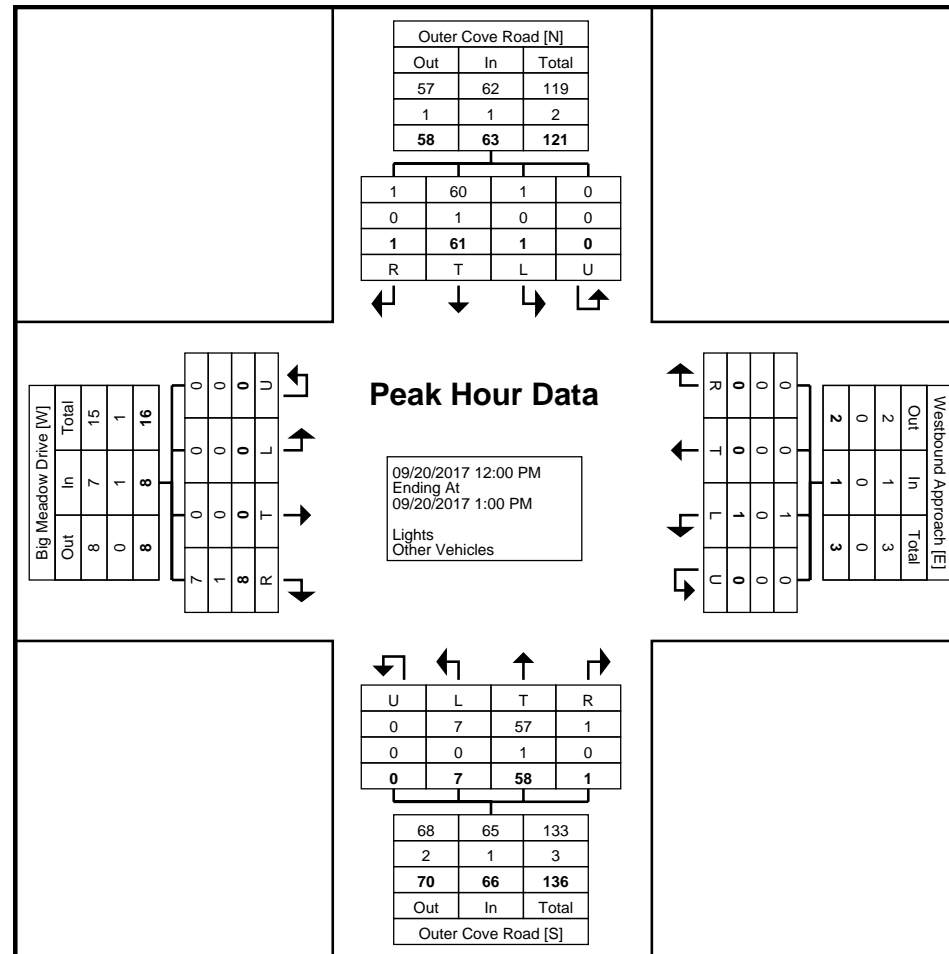 Outer Cove Road [N]
Out In Total
57 62 119
1 1 2
58 63 121
1 60 1 0
0 1 0 0
1 61 1 0
R T L U
Big Meadow Drive [W]
Total In Out
15 7 8
1 1 0
16 8 8
0 0 0 7
0 0 0 1
0 0 0 8
U L T R
Peak Hour Data
09/20/2017 12:00 PM
Ending At
09/20/2017 1:00 PM
Lights
Other Vehicles
R T L U
0 0 1 0
0 0 0 0
0 0 1 0
2 1 3
0 0 0
2 1 3
Out In Total
Westbound Approach [E]
U L T R
0 7 57 1
0 0 1 0
0 7 58 1
68 65 133
2 1 3
70 66 136
Out In Total
Outer Cove Road [S]